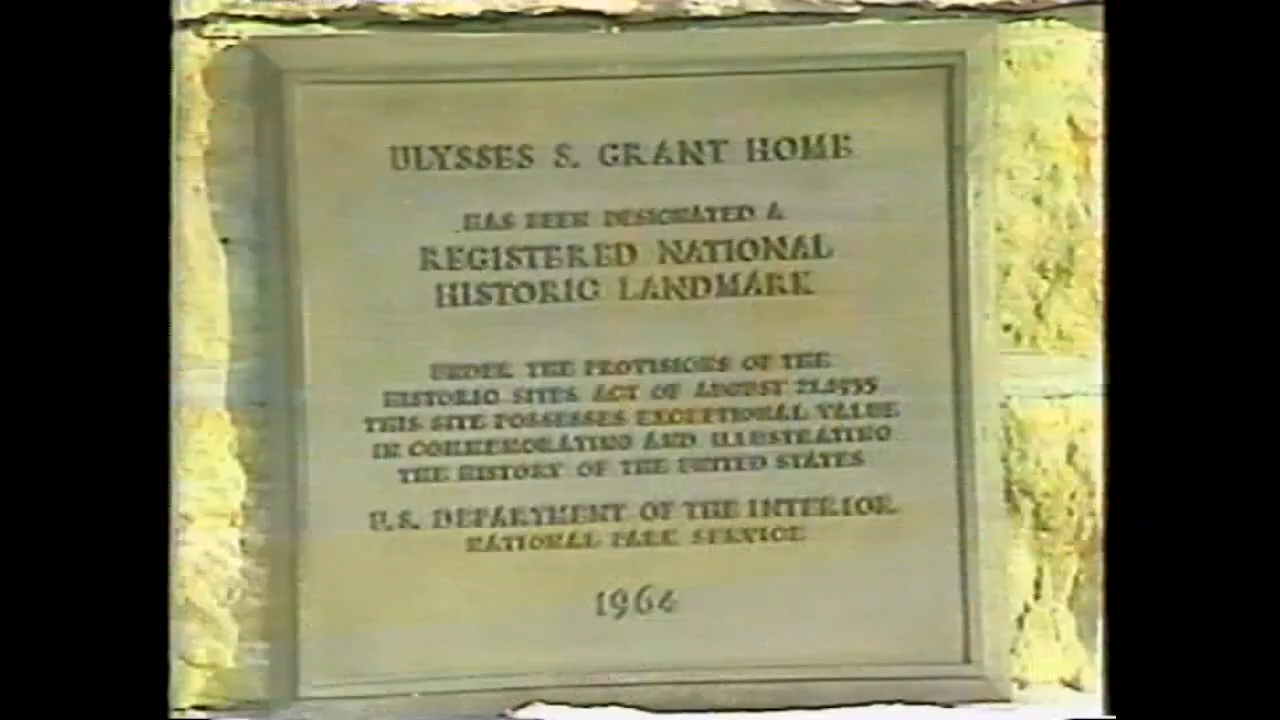 ULYSSES S. GRANT HOME
HAS BEEN DESIGNATED A
REGISTERED NATIONAL
HISTORIC LANDMARK
UNDER THE PROVISIONS OF THE
HISTORIC SITES ACT OF AUGUST 21, 1935
THIS SITE POSSESSES EXCEPTIONAL VALUE
IN COMMEMORATING AND ILLUSTRATING
THE HISTORY OF THE UNITED STATES
U.S. DEPARTMENT OF THE INTERIOR
NATIONAL PARK SERVICE
1964